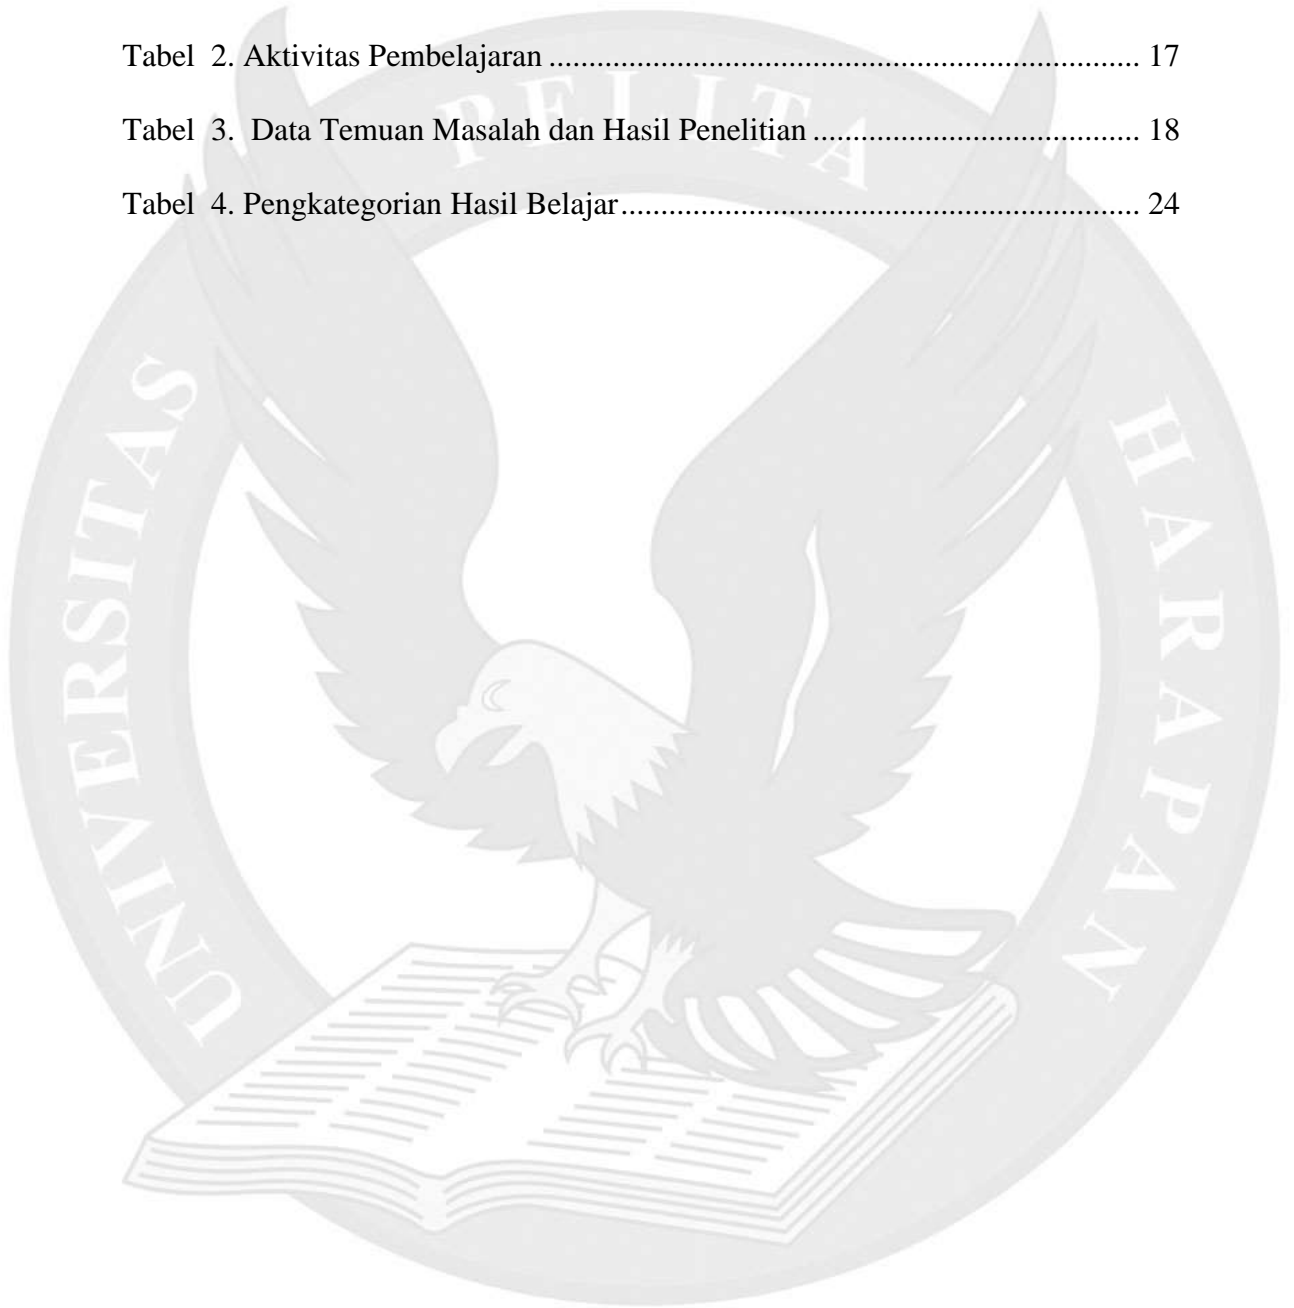 Tabel  2. Aktivitas Pembelajaran .......................................................................... 17
Tabel  3.  Data Temuan Masalah dan Hasil Penelitian ......................................... 18
Tabel  4. Pengkategorian Hasil Belajar................................................................. 24
UNIVERSITAS PELITA HARAPAN